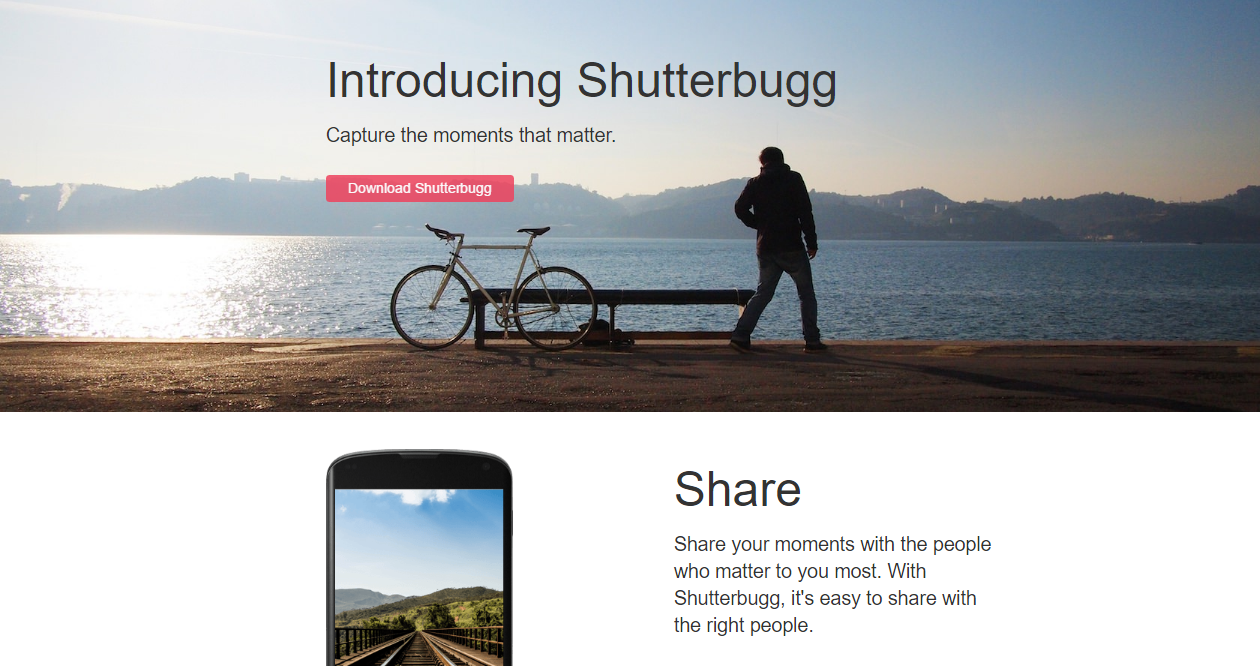 Introducing Shutterbugg
Capture the moments that matter.
Download Shutterbugg
Share
Share your moments with the people
who matter to you most. With
Shutterbugg, it's easy to share with
the right people.